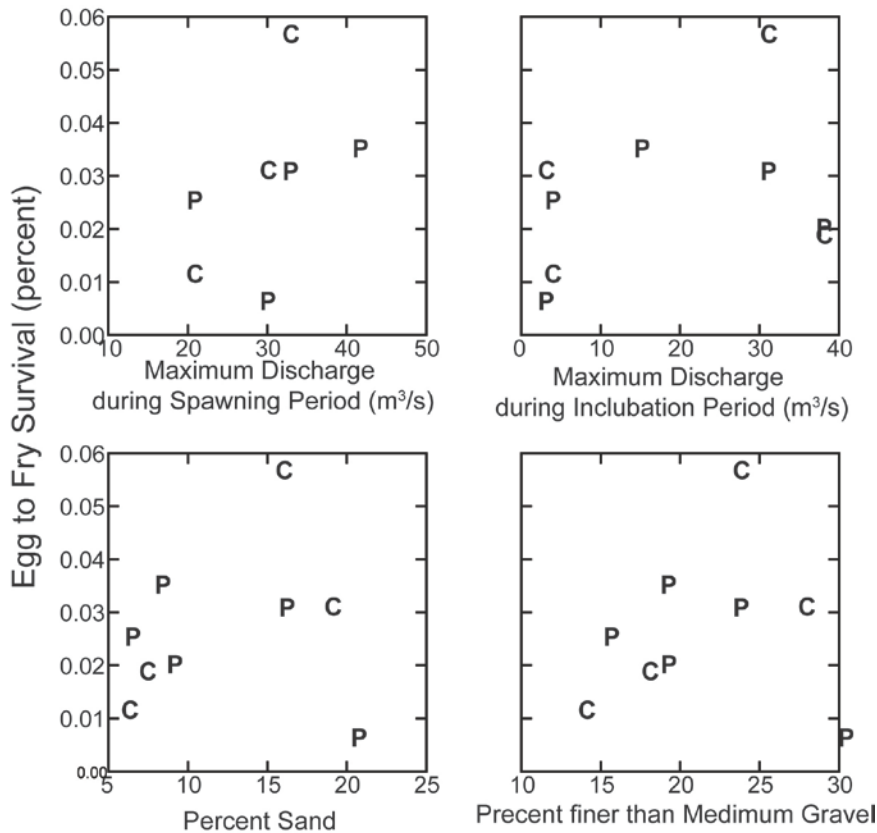 Egg to Fry Survival (percent)
0.06
0.05
0.04
0.03
0.02
0.01
0.00
C
P
C P
P
C
P
10 20 30 40 50
Maximum Discharge
during Spawning Period (m³/s)
C
P
C
P
P
P
C
C
P
0 10 20 30 40
Maximum Discharge
during Inclubation Period (m³/s)
0.06
0.05
0.04
0.03
0.02
0.01
0.00
C
P
P C
P
P
C
C
P
5 10 15 20 25
Percent Sand
C
P
P C
P
P
C
C
P
10 15 20 25 30
Precent finer than Medimum Gravel